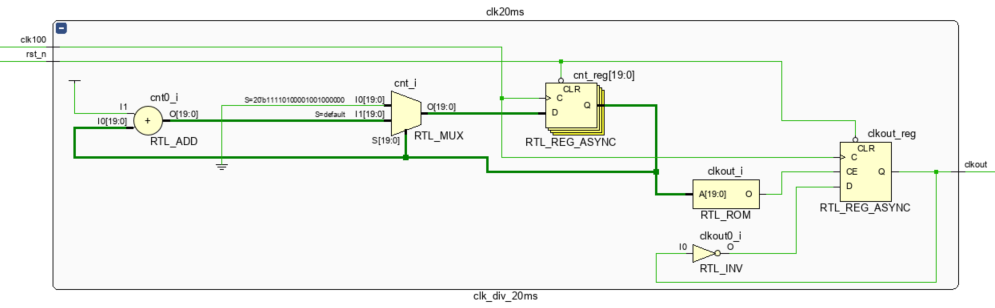 clk20ms
clk100
rst_n
cnt_reg[19:0]
cnt_i
CLR
cnt0_i
S=20'b11110100001001000000
I0[19:0]
C
Q
I1
O[19:0]
S=default
I1[19:0]
O[19:0]
D
I0[19:0]
+
S[19:0]
RTL_MUX
RTL_ADD
RTL_REG_ASYNC
clkout_reg
CLR
C
clkout_i
CE
Q
clkout
A[19:0]
O
D
RTL_ROM
RTL_REG_ASYNC
clkout0_i
I0
O
RTL_INV
clk_div_20ms